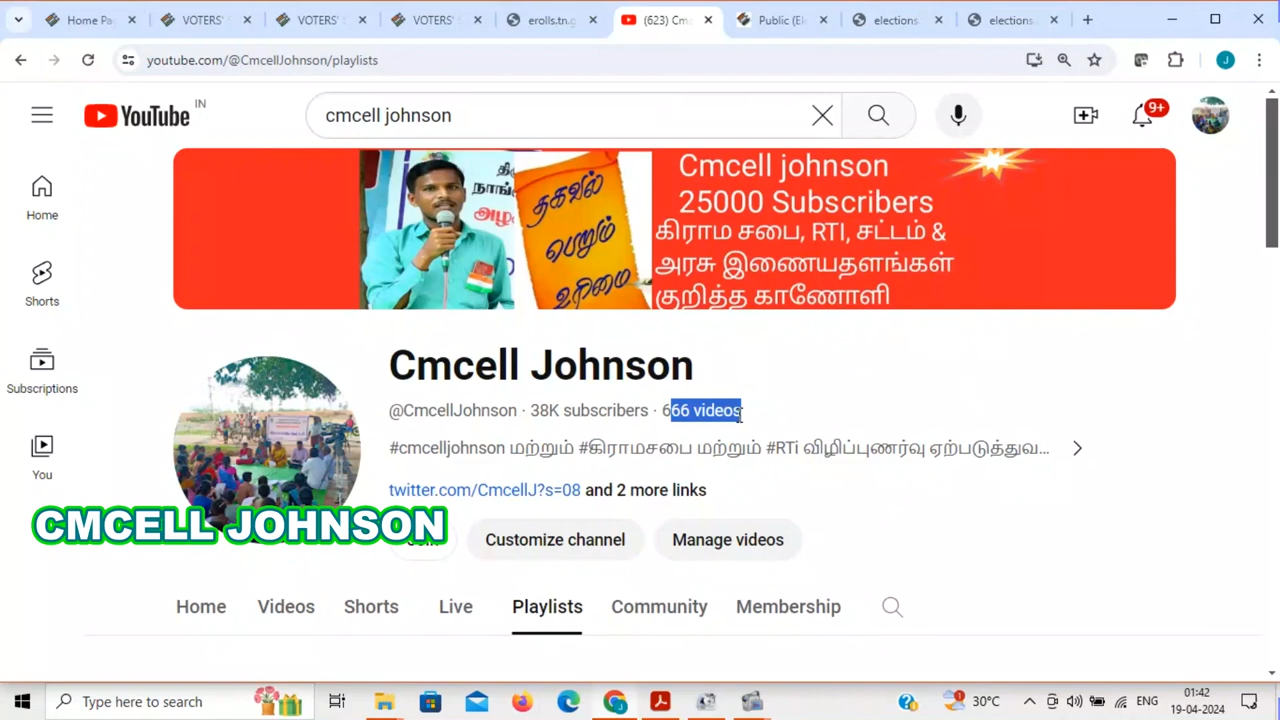 Home Pag
VOTERS' S
VOTERS' S
VOTERS' S
erolls.tn.g
(623) Cmc
Public (Ele
elections
elections
youtube.com/@CmcellJohnson/playlists
YouTube IN
cmcell johnson
9+
Cmcell johnson
25000 Subscribers
கிராம சபை, RTI, சட்டம் &
அரசு இணையதளங்கள்
குறித்த காணோளி
தகவல்
பெறும்
உரிமை
Home
Shorts
Subscriptions
You
Cmcell Johnson
@CmcellJohnson · 38K subscribers · 666 videos
#cmcelljohnson மற்றும் #கிராமசபை மற்றும் #RTi விழிப்புணர்வு ஏற்படுத்துவ...
twitter.com/CmcellJ?s=08 and 2 more links
CMCELL JOHNSON
Customize channel
Manage videos
Home Videos Shorts Live Playlists Community Membership
Type here to search
30°C
ENG
01:42
19-04-2024